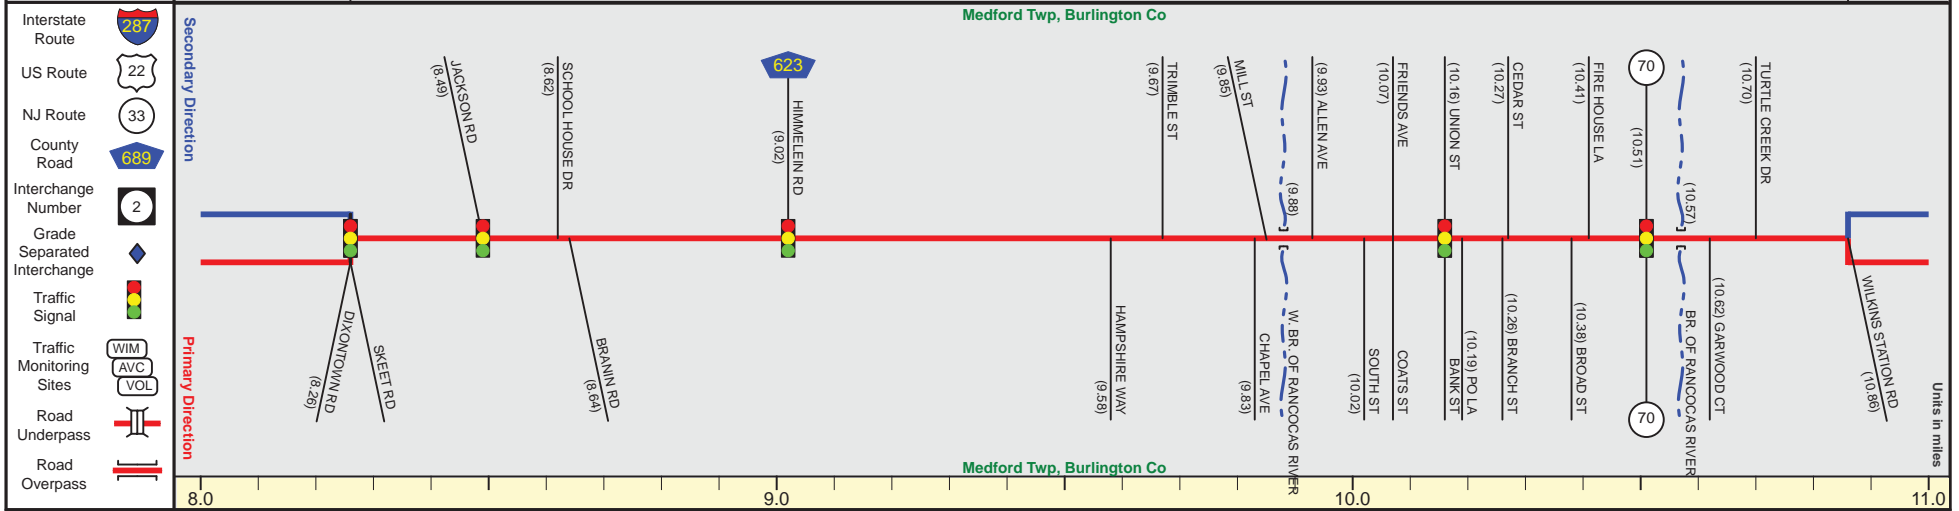 Interstate
Route
287
US Route
22
NJ Route
33
County
Road
689
Interchange
Number
2
Grade
Separated
Interchange
Traffic
Signal
Traffic
Monitoring
Sites
WIM
AVC
VOL
Road
Underpass
Road
Overpass
Secondary Direction
Primary Direction
Medford Twp, Burlington Co
JACKSON RD
(8.49)
SCHOOL HOUSE DR
(8.62)
623
HIMMELEIN RD
(9.02)
TRIMBLE ST
(9.67)
MILL ST
(9.85)
(9.88)
(9.93) ALLEN AVE
FRIENDS AVE
(10.07)
(10.16) UNION ST
CEDAR ST
(10.27)
FIRE HOUSE LA
(10.41)
70
(10.51)
(10.57)
TURTLE CREEK DR
(10.70)
DIXONTOWN RD
(8.26)
SKEET RD
BRANIN RD
(8.64)
HAMPSHIRE WAY
(9.58)
CHAPEL AVE
(9.83)
W. BR. OF RANCOCAS RIVER
SOUTH ST
(10.02)
COATS ST
BANK ST
(10.19) PO LA
(10.26) BRANCH ST
(10.38) BROAD ST
70
BR. OF RANCOCAS RIVER
(10.62) GARWOOD CT
WILKINS STATION RD
(10.86)
Units in miles
Medford Twp, Burlington Co
8.0
9.0
10.0
11.0